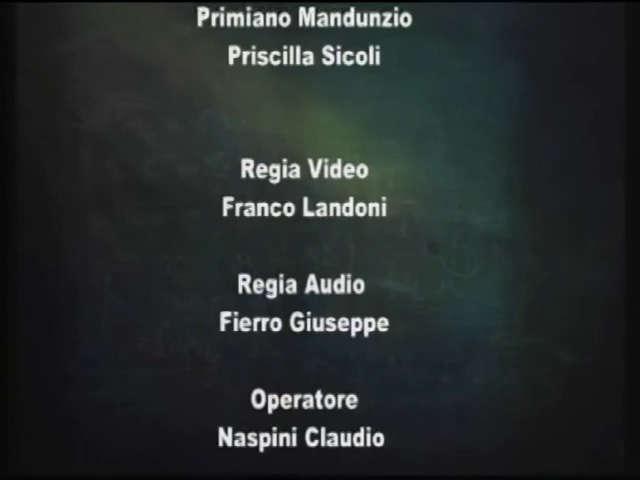 Primiano Mandunzio
Priscilla Sicoli
Regia Video
Franco Landoni
Regia Audio
Fierro Giuseppe
Operatore
Naspini Claudio